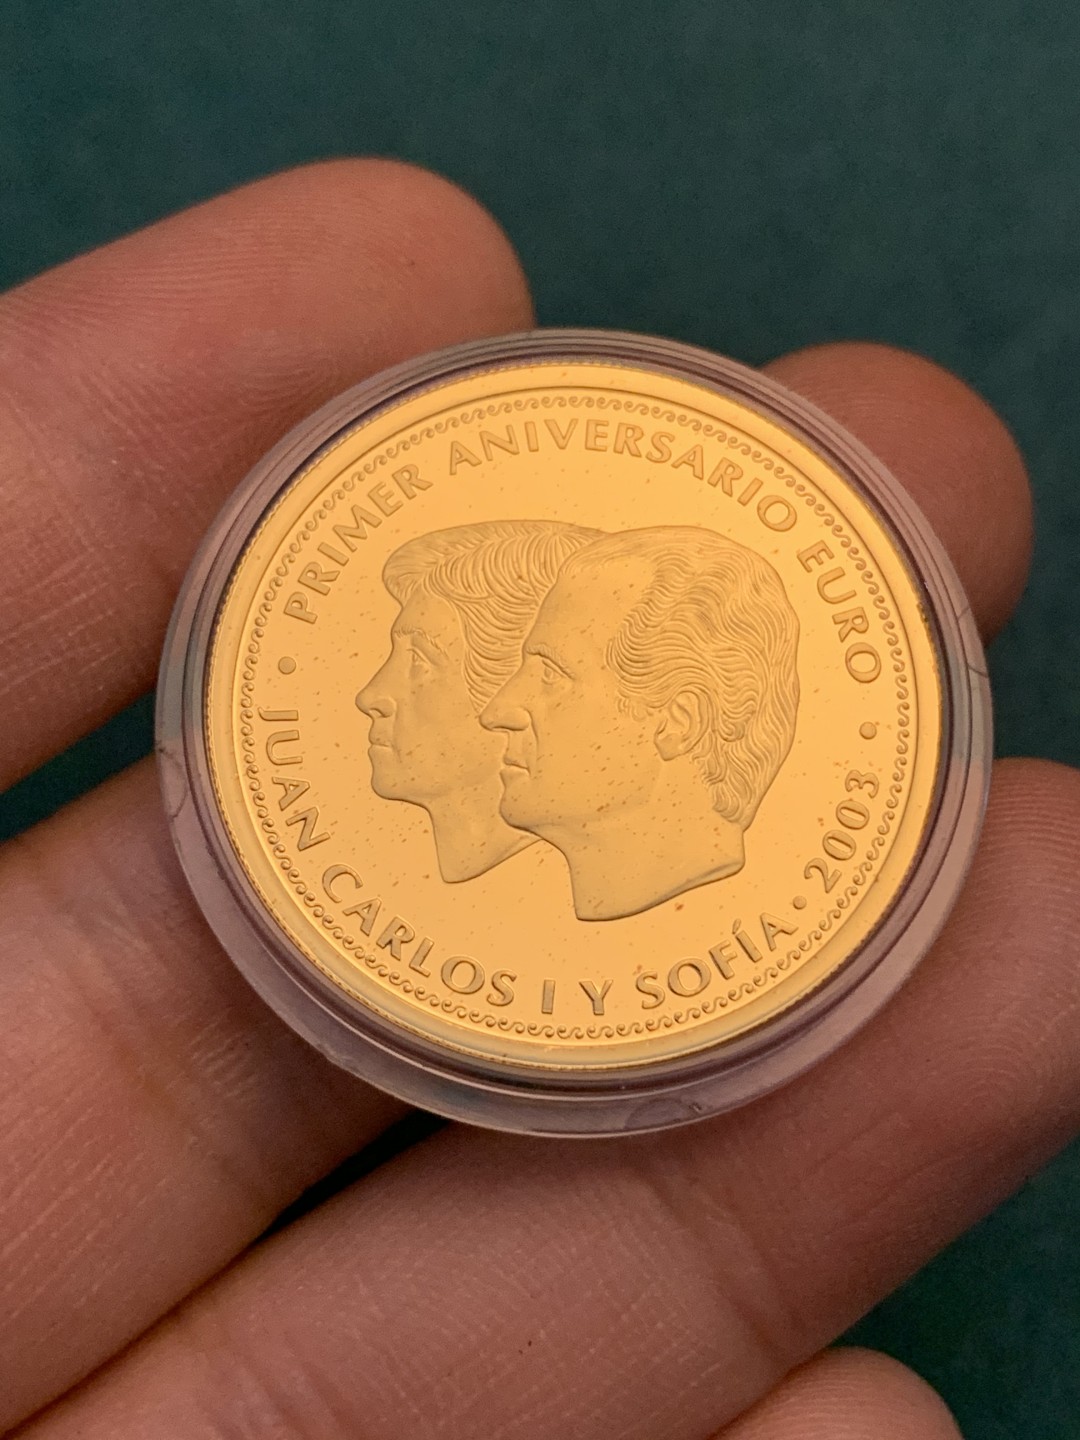 PRIMER ANIVERSARIO EURO
JUAN CARLOS I Y SOFÍA • 2003